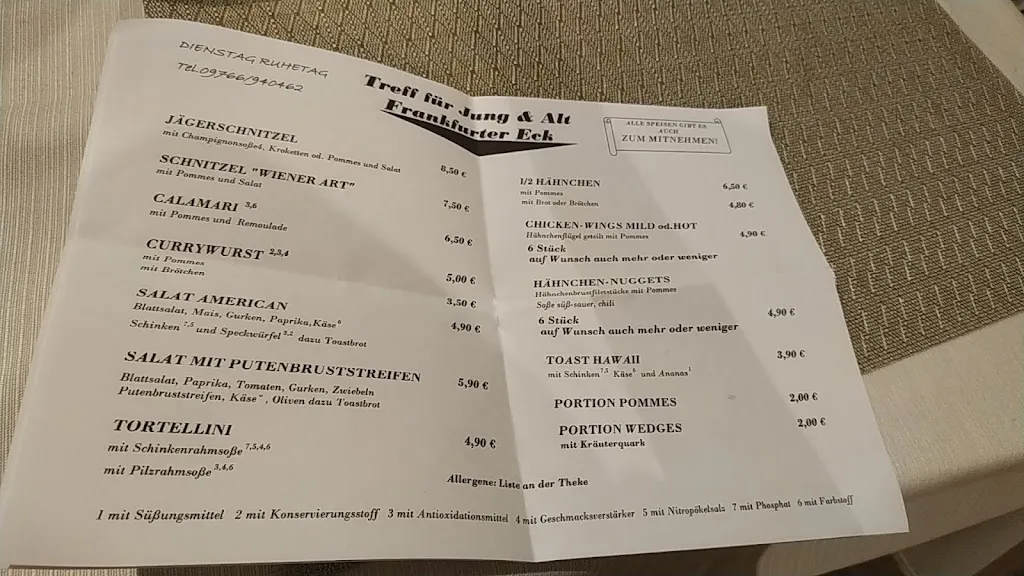 DIENSTAG RUHETAG
Tel.09766/940462
Treff für Jung & Alt
Frankfurter Eck
ALLE SPEISEN GIBT ES
AUCH
ZUM MITNEHMEN!
JÄGERSCHNITZEL
mit Champignonsoße4, Kroketten od. Pommes und Salat 8,50 €
SCHNITZEL "WIENER ART"
mit Pommes und Salat 7,50 €
CALAMARI 3,6
mit Pommes und Remoulade 6,50 €
CURRYWURST 2,3,4
mit Pommes 5,00 €
mit Brötchen 3,50 €
SALAT AMERICAN
Blattsalat, Mais, Gurken, Paprika,Käse6 4,90 €
Schinken 7,5 und Speckwürfel3,2 dazu Toastbrot
SALAT MIT PUTENBRUSTSTREIFEN
Blattsalat, Paprika, Tomaten, Gurken, Zwiebeln 5,90 €
Putenbruststreifen, Käse , Oliven dazu Toastbrot
TORTELLINI
mit Schinkenrahmsoße 7,5,4,6 4,90 €
mit Pilzrahmsoße 3,4,6
1/2 HÄHNCHEN
mit Pommes 6,50 €
mit Brot oder Brötchen 4,80 €
CHICKEN-WINGS MILD od.HOT
Hähnchenflügel geteilt mit Pommes 4,90 €
6 Stück
auf Wunsch auch mehr oder weniger
HÄHNCHEN-NUGGETS
Hähnchenbrustfiletstücke mit Pommes
Soße süß-sauer, chili
6 Stück 4,90 €
auf Wunsch auch mehr oder weniger
TOAST HAWAII 3,90 €
mit Schinken7,5 Käse6 und Ananas1
PORTION POMMES 2,00 €
PORTION WEDGES 2,00 €
mit Kräuterquark
Allergene: Liste an der Theke
1 mit Süßungsmittel 2 mit Konservierungsstoff 3 mit Antioxidationsmittel 4 mit Geschmacksverstärker 5 mit Nitropökelsalz 7 mit Phosphat 6 mit Farbstoff